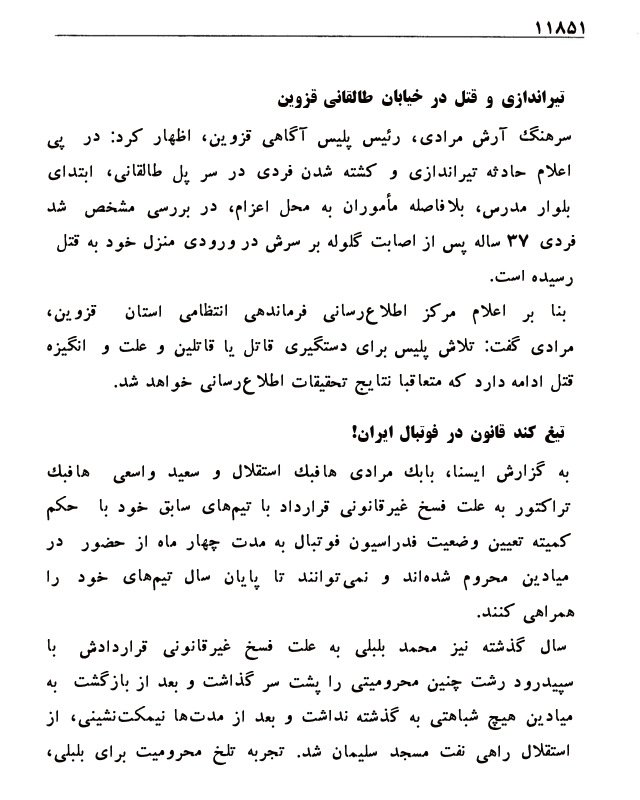 ۱۱۸۵۱
تیراندازی و قتل در خیابان طالقانی قزوین
سرهنگ آرش مرادی، رئیس پلیس آگاهی قزوین، اظهار کرد: در پی
اعلام حادثه تیراندازی و کشته شدن فردی در سر پل طالقانی، ابتدای
بلوار مدرس، بلافاصله مأموران به محل اعزام، در بررسی مشخص شد
فردی ۳۷ ساله پس از اصابت گلوله بر سرش در ورودی منزل خود به قتل
رسیده است.
بنا بر اعلام مرکز اطلاع‌رسانی فرماندهی انتظامی استان قزوین،
مرادی گفت: تلاش پلیس برای دستگیری قاتل یا قاتلین و علت و انگیزه
قتل ادامه دارد که متعاقبا نتایج تحقیقات اطلاع‌رسانی خواهد شد.
تیغ کند قانون در فوتبال ایران!
به گزارش ایسنا، بابک مرادی هافبک استقلال و سعید واسعی هافبک
تراکتور به علت فسخ غیرقانونی قرارداد با تیم‌های سابق خود با حکم
کمیته تعیین وضعیت فدراسیون فوتبال به مدت چهار ماه از حضور در
میادین محروم شده‌اند و نمی‌توانند تا پایان سال تیم‌های خود را
همراهی کنند.
سال گذشته نیز محمد بلبلی به علت فسخ غیرقانونی قراردادش با
سپیدرود رشت چنین محرومیتی را پشت سر گذاشت و بعد از بازگشت به
میادین هیچ شباهتی به گذشته نداشت و بعد از مدت‌ها نیمکت‌نشینی، از
استقلال راهی نفت مسجد سلیمان شد. تجربه تلخ محرومیت برای بلبلی،